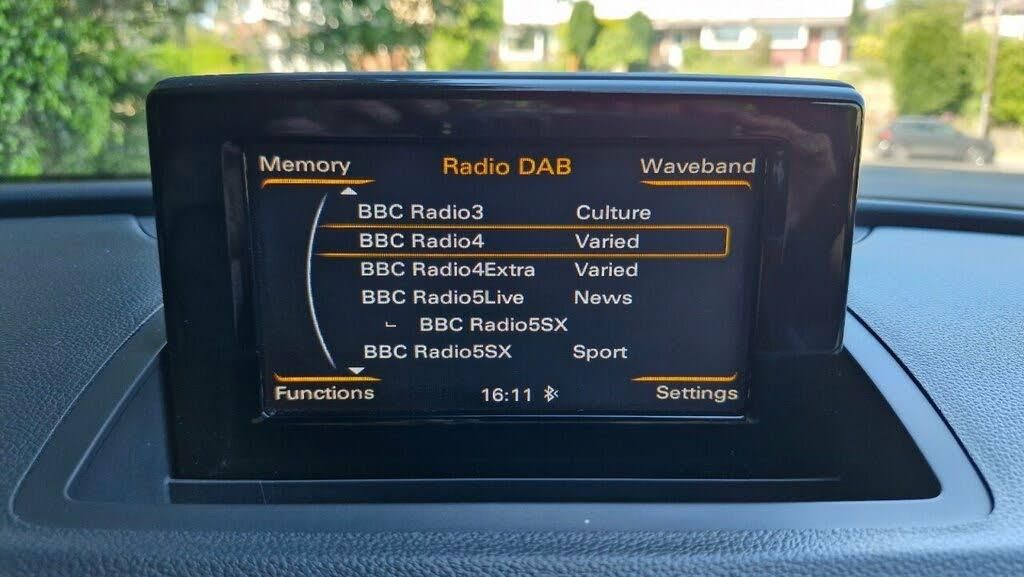 Memory Radio DAB Waveband
BBC Radio3 Culture
BBC Radio4 Varied
BBC Radio4Extra Varied
BBC Radio5Live News
BBC Radio5SX
BBC Radio5SX Sport
Functions 16:11 Settings